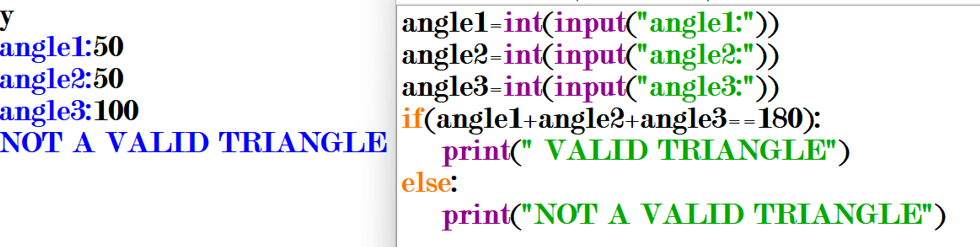 y
angle1:50
angle2:50
angle3:100
NOT A VALID TRIANGLE
angle1=int(input("angle1:"))
angle2=int(input("angle2:"))
angle3=int(input("angle3:"))
if(angle1+angle2+angle3==180):
    print(" VALID TRIANGLE")
else:
    print("NOT A VALID TRIANGLE")